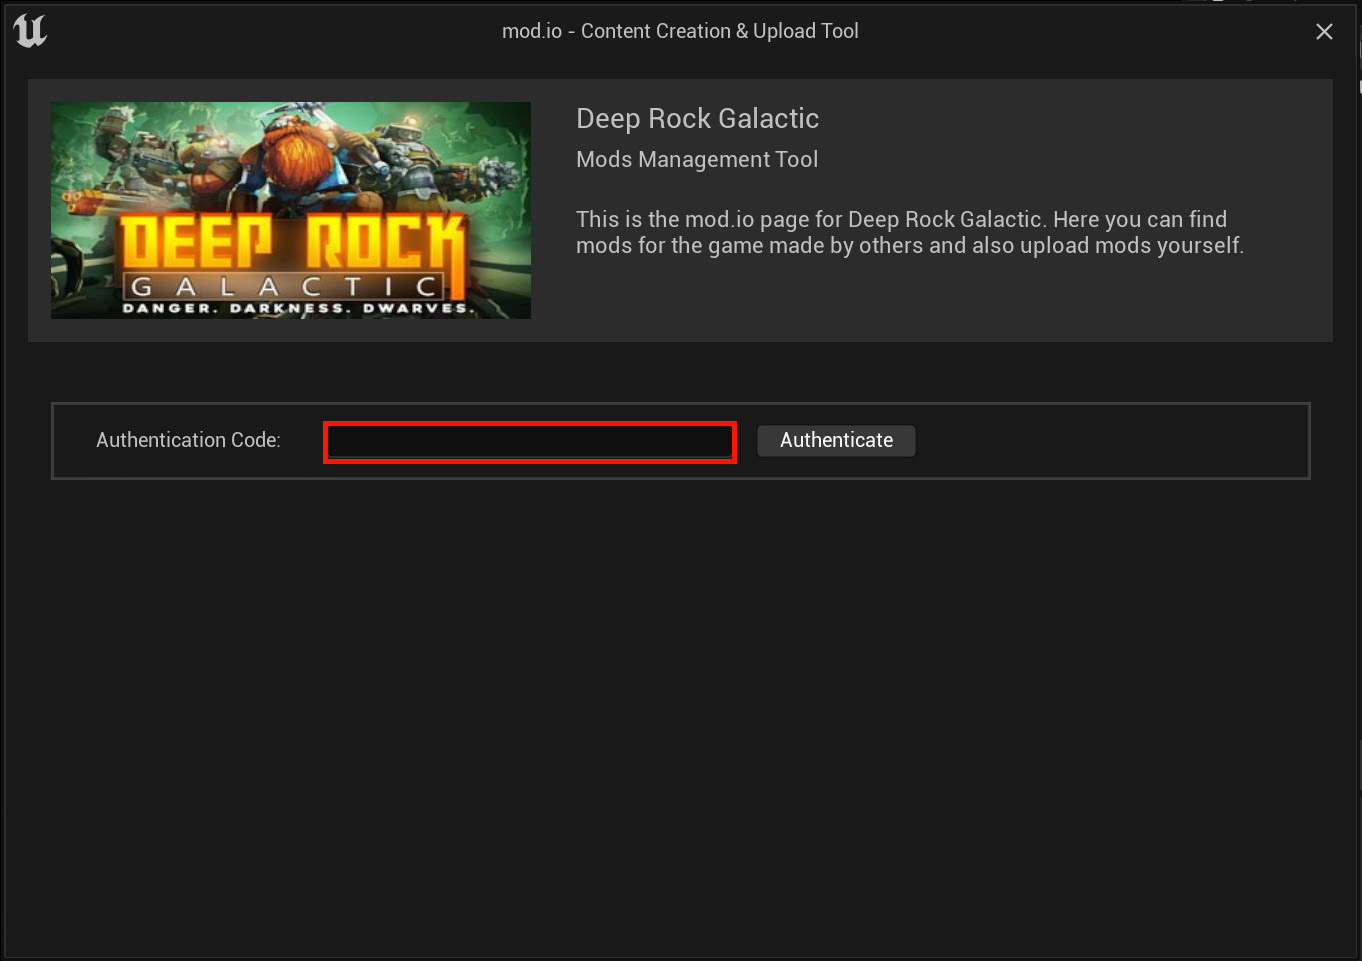 mod.io - Content Creation & Upload Tool
DEEP ROCK
GALACTIC
DANGER. DARKNESS. DWARVES.
Deep Rock Galactic
Mods Management Tool
This is the mod.io page for Deep Rock Galactic. Here you can find
mods for the game made by others and also upload mods yourself.
Authentication Code:
Authenticate